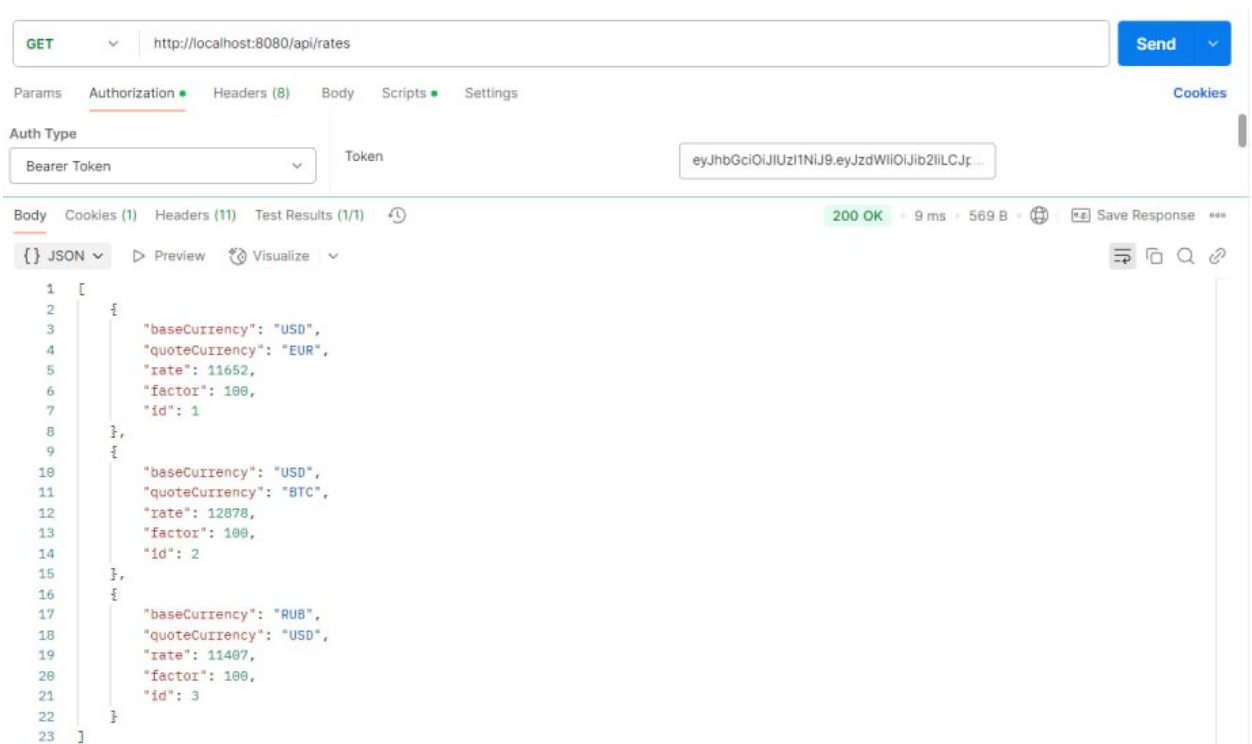 GET http://localhost:8080/api/rates Send
Params Authorization Headers (8) Body Scripts Settings Cookies
Auth Type
Bearer Token
Token
eyJhbGciOiJIUzI1NiJ9.eyJzdWIiOiJib2IiLCJp...
Body Cookies (1) Headers (11) Test Results (1/1) 200 OK 9 ms 569 B e.g. Save Response
{} JSON Preview Visualize
1 [
2 {
3 "baseCurrency": "USD",
4 "quoteCurrency": "EUR",
5 "rate": 11652,
6 "factor": 100,
7 "id": 1
8 },
9 {
10 "baseCurrency": "USD",
11 "quoteCurrency": "BTC",
12 "rate": 12878,
13 "factor": 100,
14 "id": 2
15 },
16 {
17 "baseCurrency": "RUB",
18 "quoteCurrency": "USD",
19 "rate": 11407,
20 "factor": 100,
21 "id": 3
22 }
23 ]